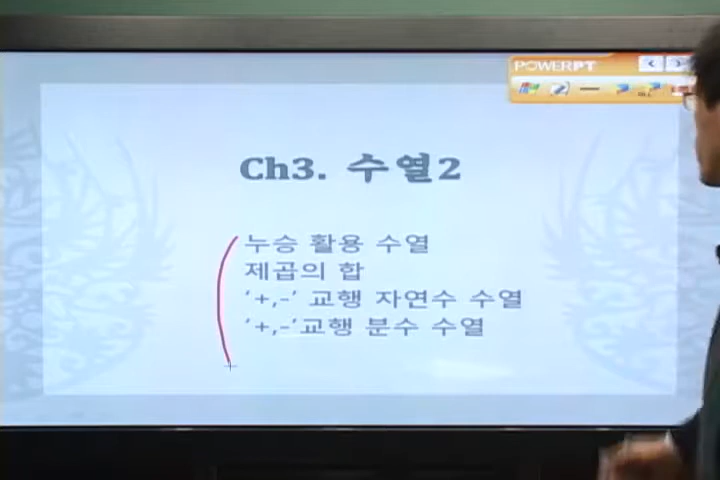 POWERPT
Ch3. 수열2
누승 활용 수열
제곱의 합
'+,-' 교행 자연수 수열
'+,-'교행 분수 수열